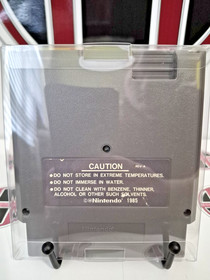 CAUTION
●DO NOT STORE IN EXTREME TEMPERATURES.
●DO NOT IMMERSE IN WATER.
●DO NOT CLEAN WITH BENZENE, THINNER,
ALCOHOL OR OTHER SUCH SOLVENTS.
©®Nintendo 1985